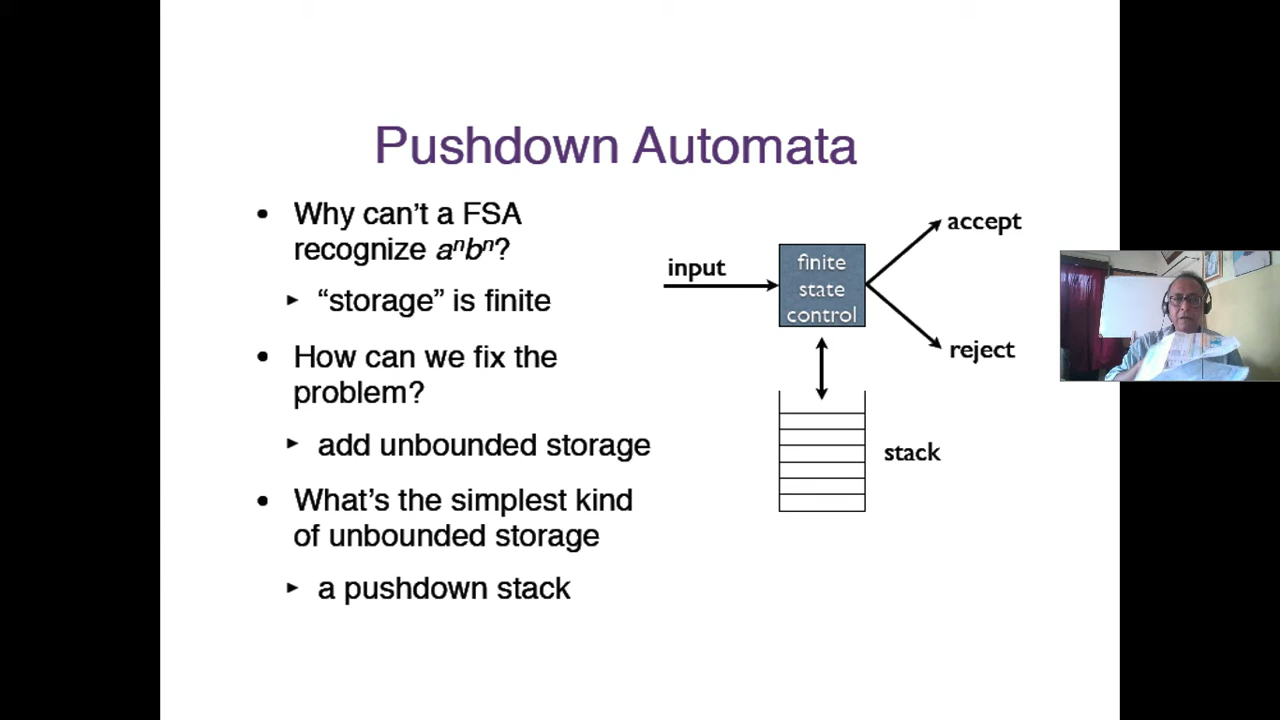 Pushdown Automata
• Why can’t a FSA
recognize aⁿbⁿ?
‣ “storage” is finite
• How can we fix the
problem?
‣ add unbounded storage
• What’s the simplest kind
of unbounded storage
‣ a pushdown stack
input
finite
state
control
accept
reject
stack